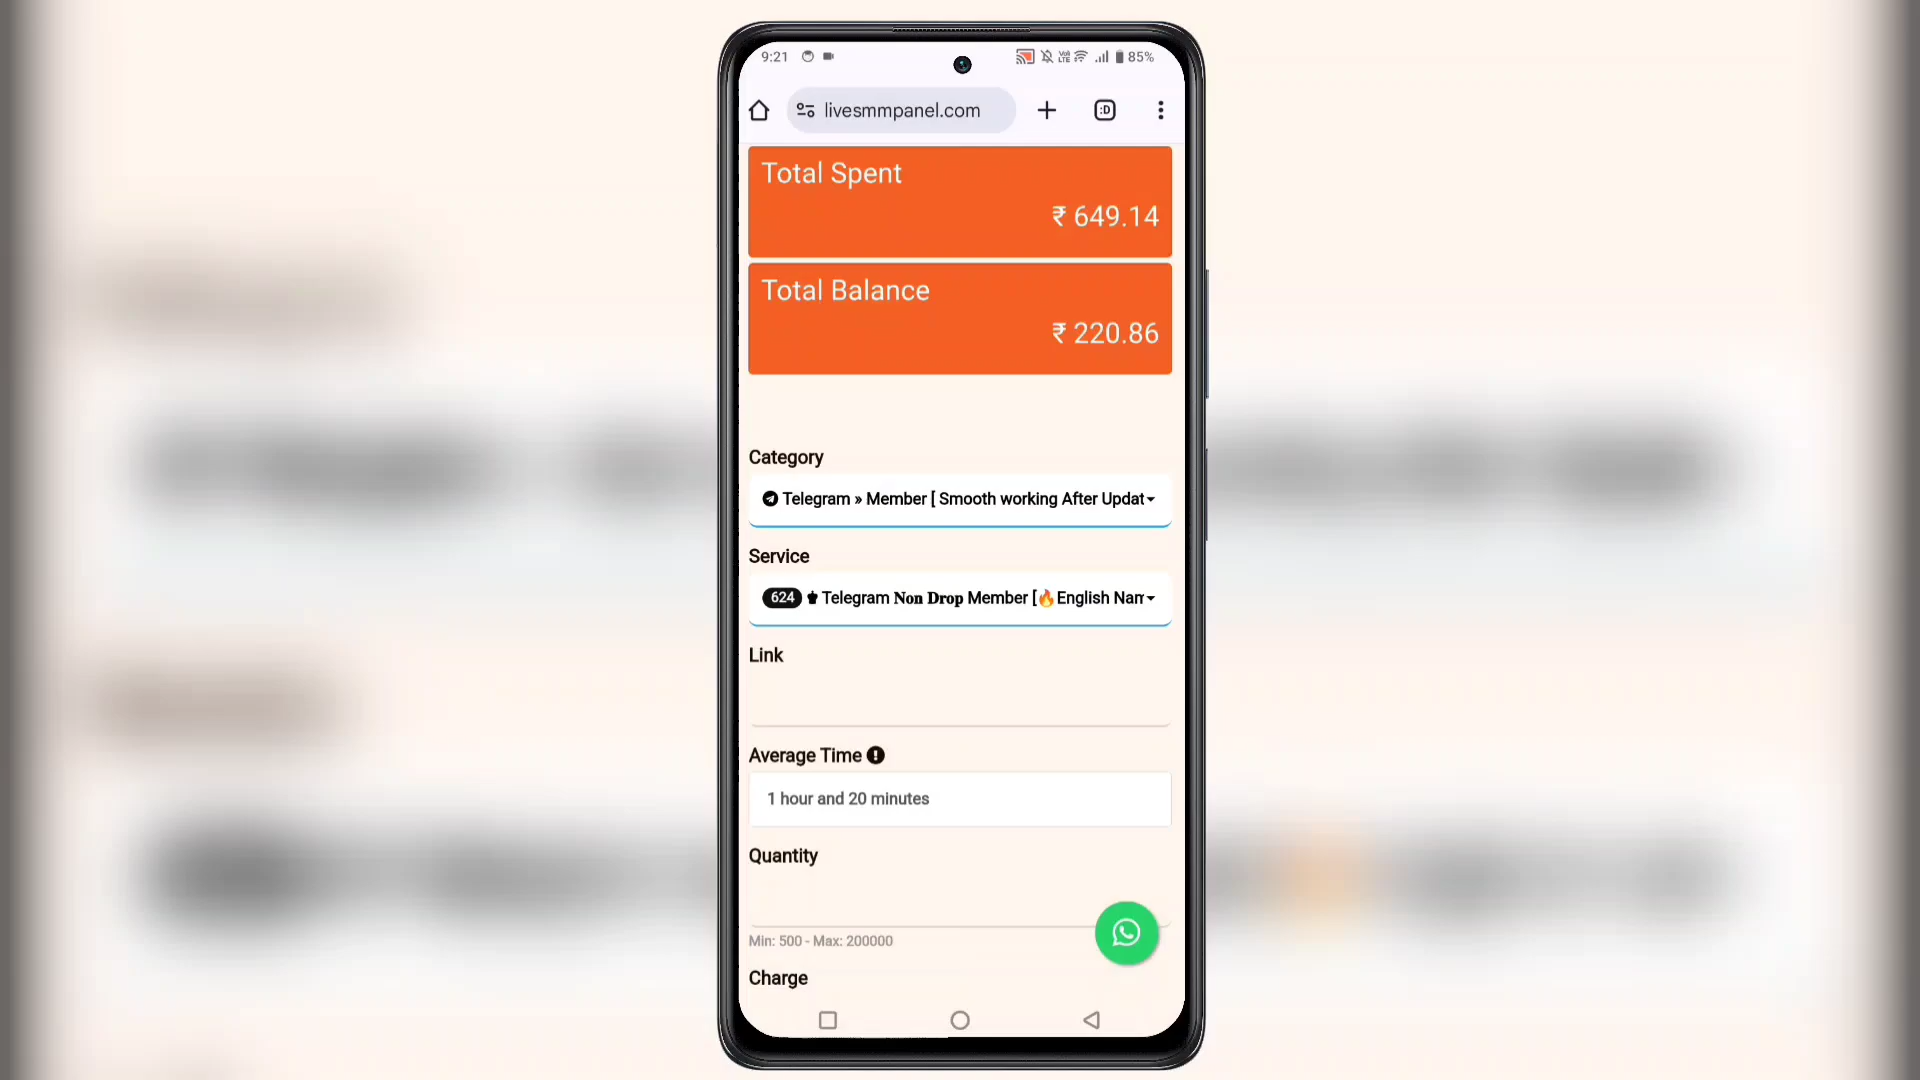 9:21 85%
livesmmpanel.com :D
Total Spent
₹ 649.14
Total Balance
₹ 220.86
Category
Telegram » Member [ Smooth working After Updat
Service
624 Telegram 𝐍𝐨𝐧 𝐃𝐫𝐨𝐩 Member [🔥English Nam
Link
Average Time
1 hour and 20 minutes
Quantity
Min: 500 - Max: 200000
Charge